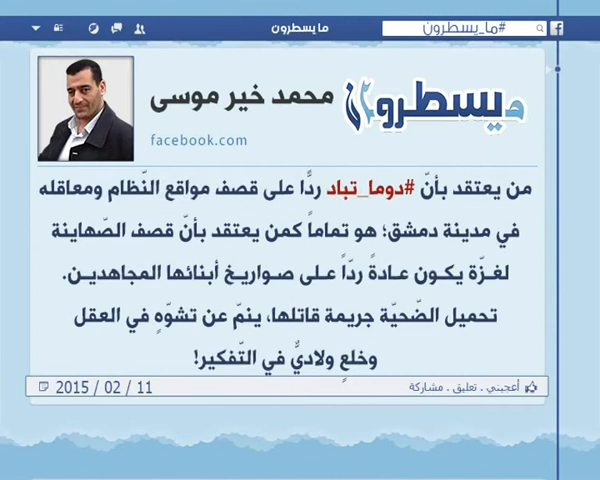 ما يسطرون
#ما_يسطرون
محمد خير موسى
ما يسطرون
facebook.com
من يعتقد بأنّ #دوما_تباد ردًّا على قصف مواقع النّظام ومعاقله
في مدينة دمشق؛ هو تماماً كمن يعتقد بأنّ قصف الصّهاينة
لغزّة يكون عادةً ردّاً على صواريخ أبنائها المجاهدين.
تحميل الضّحيّة جريمة قاتلها، ينمّ عن تشوّهٍ في العقل
وخلعٍ ولاديٌّ في التّفكير!
أعجبني . تعليق . مشاركة
2015 / 02 / 11